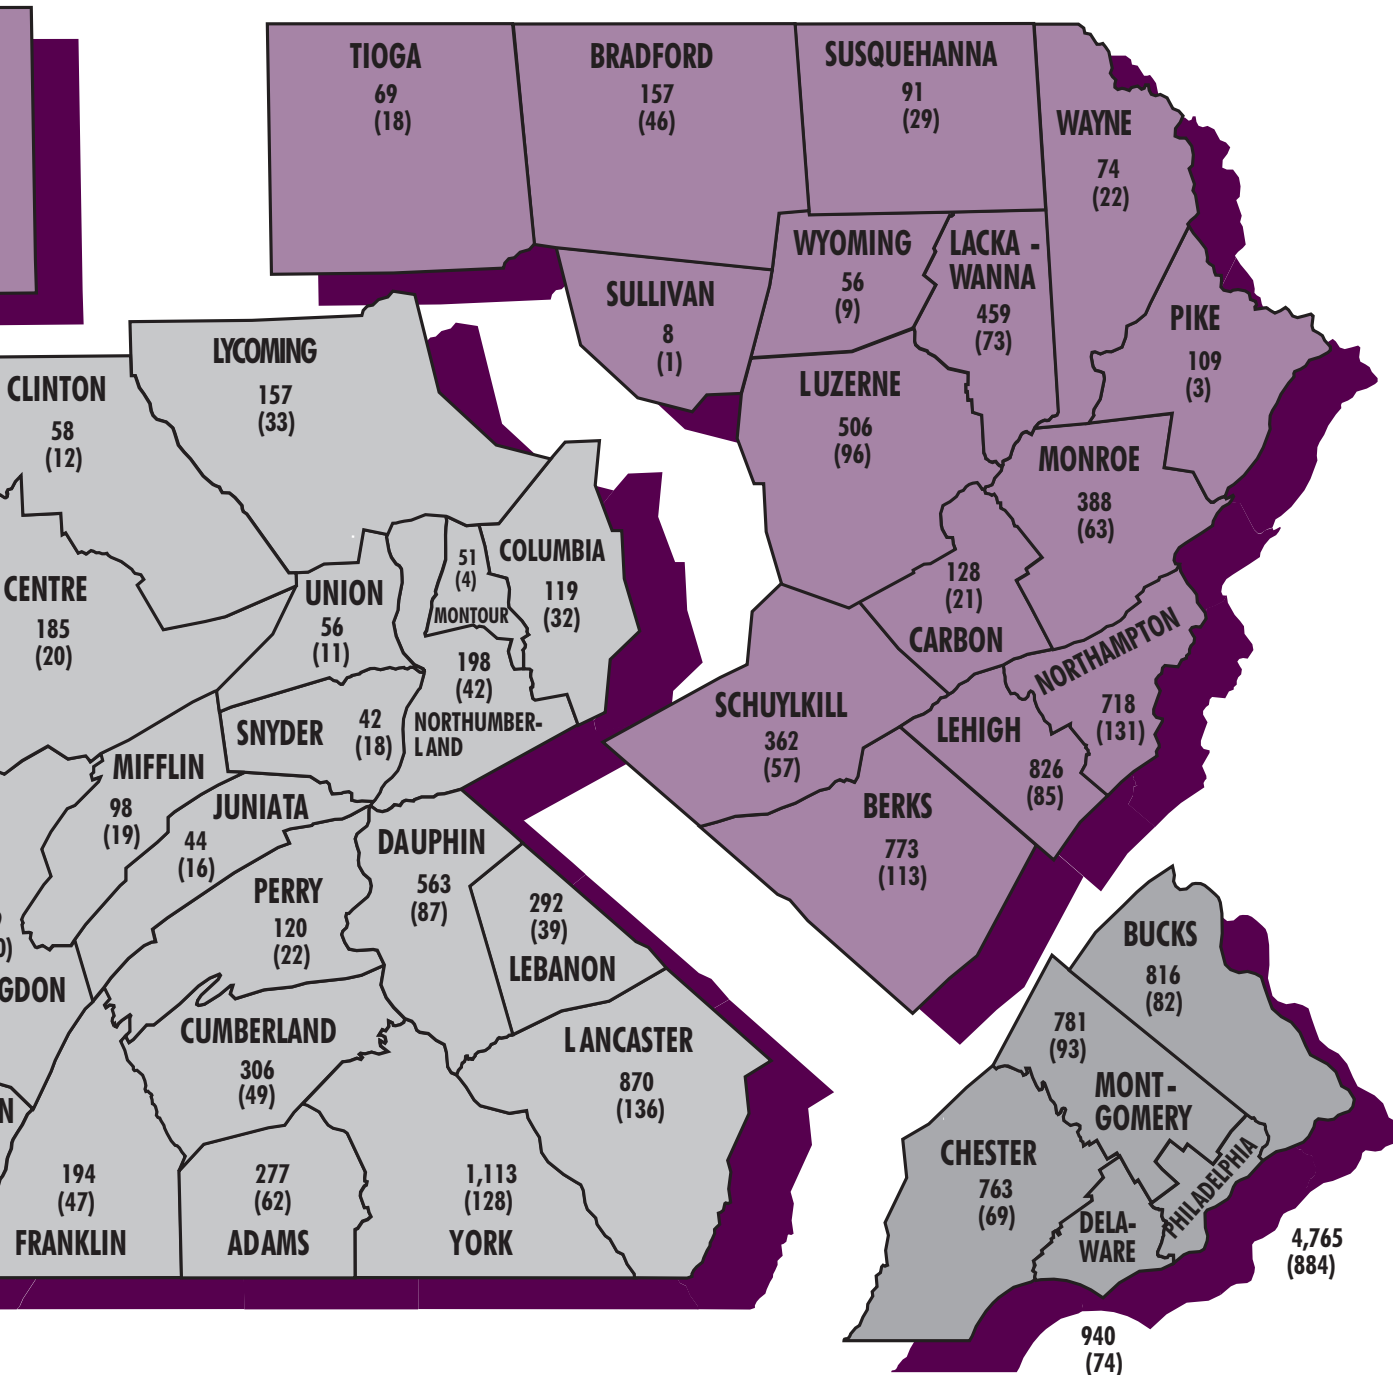 TIOGA
69
(18)
BRADFORD
157
(46)
SUSQUEHANNA
91
(29)
WAYNE
74
(22)
WYOMING
56
(9)
LACKA -
WANNA
459
(73)
SULLIVAN
8
(1)
PIKE
109
(3)
LUZERNE
506
(96)
MONROE
388
(63)
128
(21)
CARBON
NORTHAMPTON
718
(131)
SCHUYLKILL
362
(57)
LEHIGH
826
(85)
BERKS
773
(113)
LYCOMING
157
(33)
CLINTON
58
(12)
CENTRE
185
(20)
UNION
56
(11)
51
(4)
MONTOUR
COLUMBIA
119
(32)
198
(42)
NORTHUMBER-
LAND
SNYDER
42
(18)
MIFFLIN
98
(19)
JUNIATA
44
(16)
PERRY
120
(22)
DAUPHIN
563
(87)
292
(39)
LEBANON
0)
GDON
CUMBERLAND
306
(49)
LANCASTER
870
(136)
N
194
(47)
FRANKLIN
277
(62)
ADAMS
1,113
(128)
YORK
BUCKS
816
(82)
781
(93)
MONT-
GOMERY
CHESTER
763
(69)
DELA-
WARE
PHILADELPHIA
4,765
(884)
940
(74)